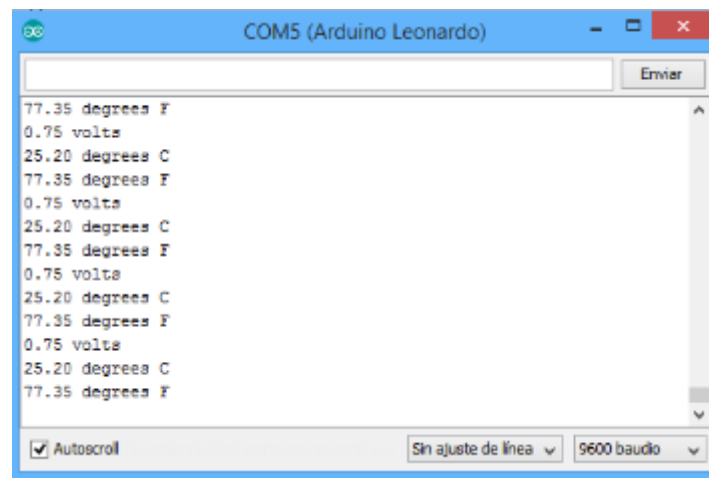 COM5 (Arduino Leonardo)
Enviar
77.35 degrees F
0.75 volts
25.20 degrees C
77.35 degrees F
0.75 volts
25.20 degrees C
77.35 degrees F
0.75 volts
25.20 degrees C
77.35 degrees F
0.75 volts
25.20 degrees C
77.35 degrees F
Autoscroll
Sin ajuste de línea
9600 baudio